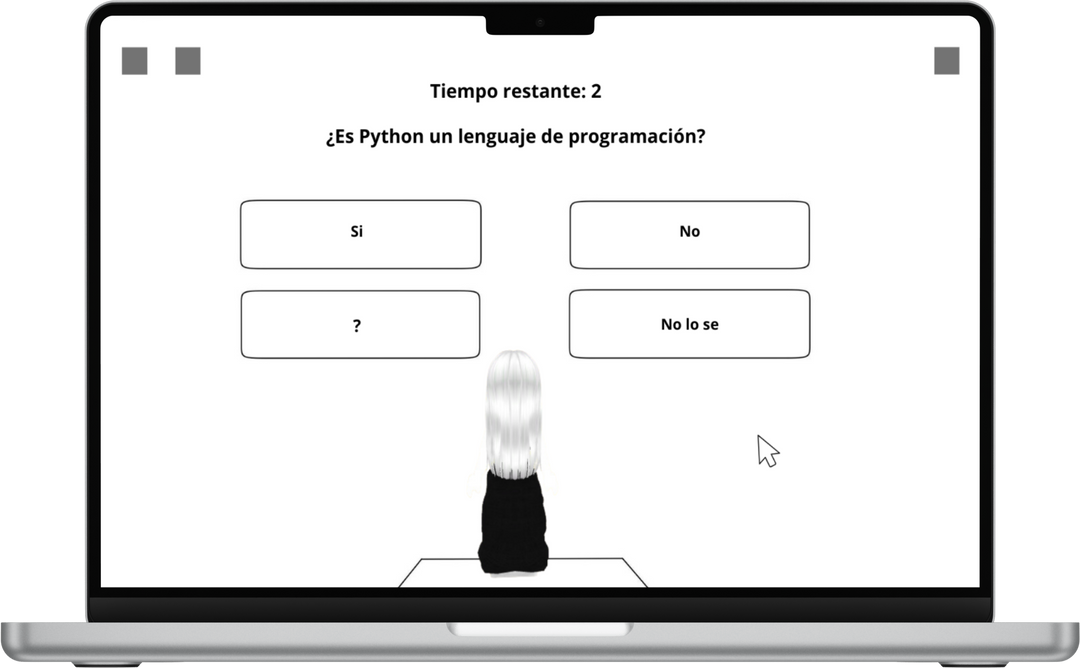 Tiempo restante: 2
¿Es Python un lenguaje de programación?
Si
No
?
No lo se